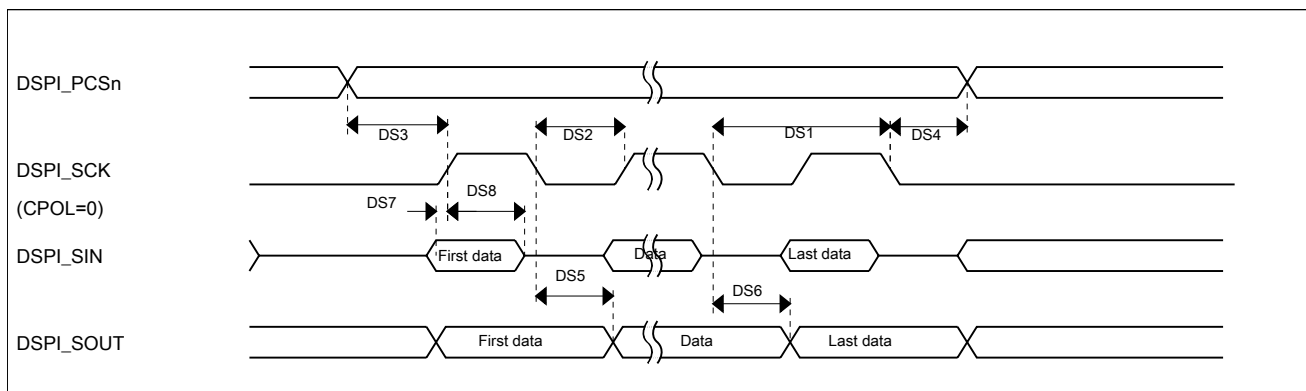 DSPI_PCSn
DS3
DS2
DS1
DS4
DSPI_SCK
(CPOL=0)
DS7
DS8
DSPI_SIN
First data
Data
Last data
DS5
DS6
DSPI_SOUT
First data
Data
Last data